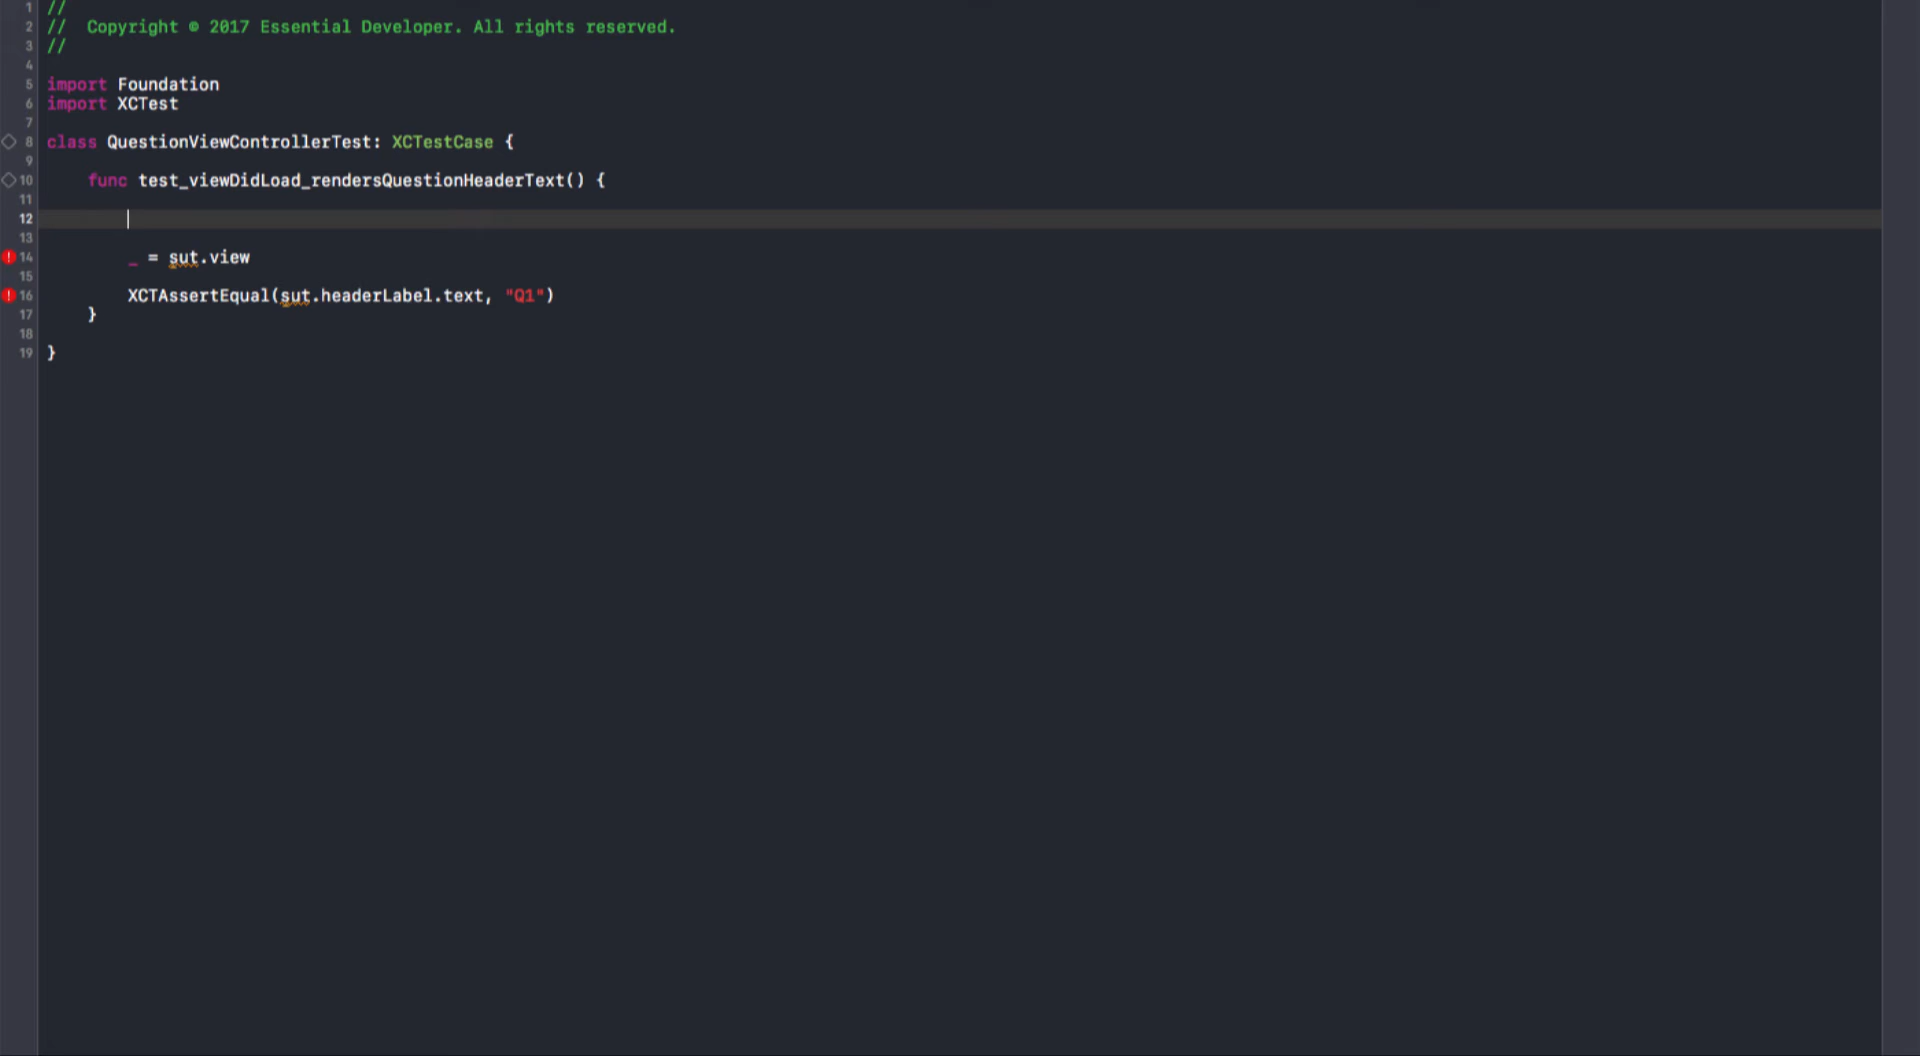 1 //
2 //  Copyright © 2017 Essential Developer. All rights reserved.
3 //
4
5 import Foundation
6 import XCTest
7
8 class QuestionViewControllerTest: XCTestCase {
9
10     func test_viewDidLoad_rendersQuestionHeaderText() {
11
12
13
14         _ = sut.view
15
16         XCTAssertEqual(sut.headerLabel.text, "Q1")
17     }
18
19 }